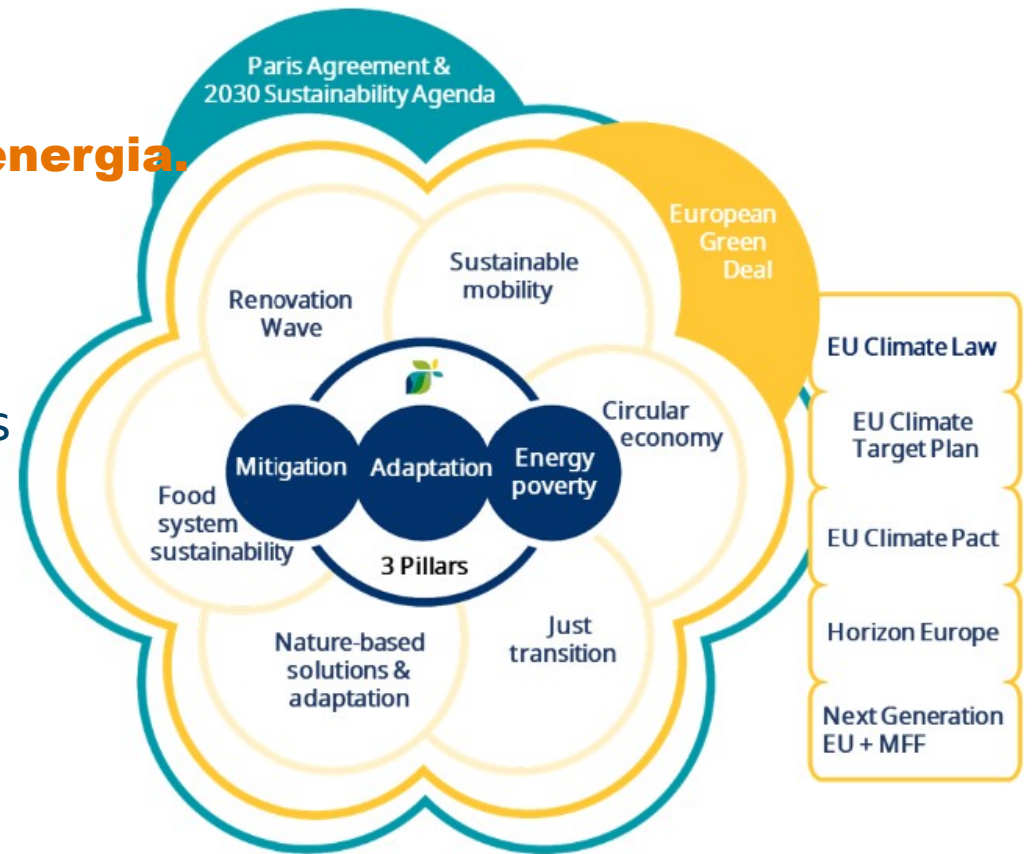 Paris Agreement &
2030 Sustainability Agenda
energia.
European
Green
Deal
Sustainable
mobility
Renovation
Wave
EU Climate Law
Circular
economy
EU Climate
Target Plan
s
Mitigation
Adaptation
Energy
poverty
Food
system
sustainability
3 Pillars
EU Climate Pact
Nature-based
solutions &
adaptation
Just
transition
Horizon Europe
Next Generation
EU + MFF